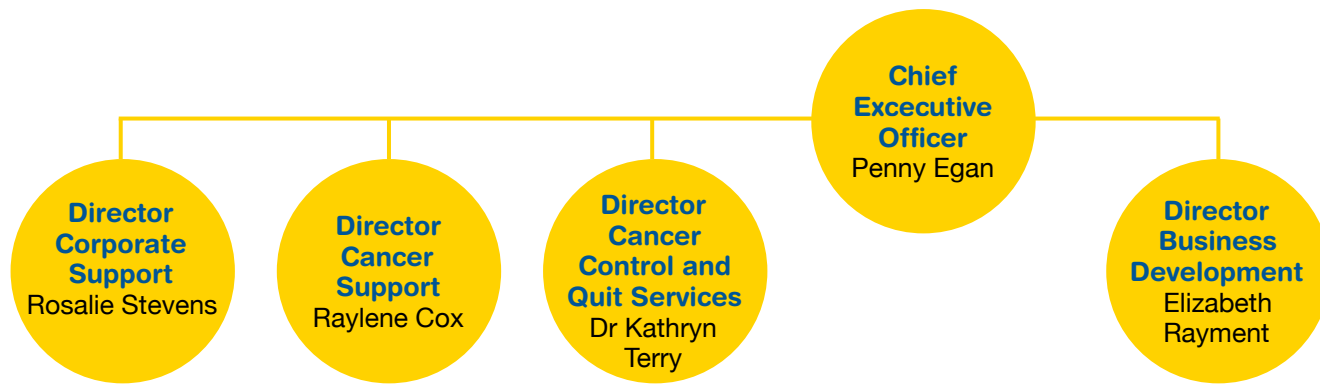 Chief
Excecutive
Officer
Penny Egan
Director
Corporate
Support
Rosalie Stevens
Director
Cancer
Support
Raylene Cox
Director
Cancer
Control and
Quit Services
Dr Kathryn
Terry
Director
Business
Development
Elizabeth
Rayment